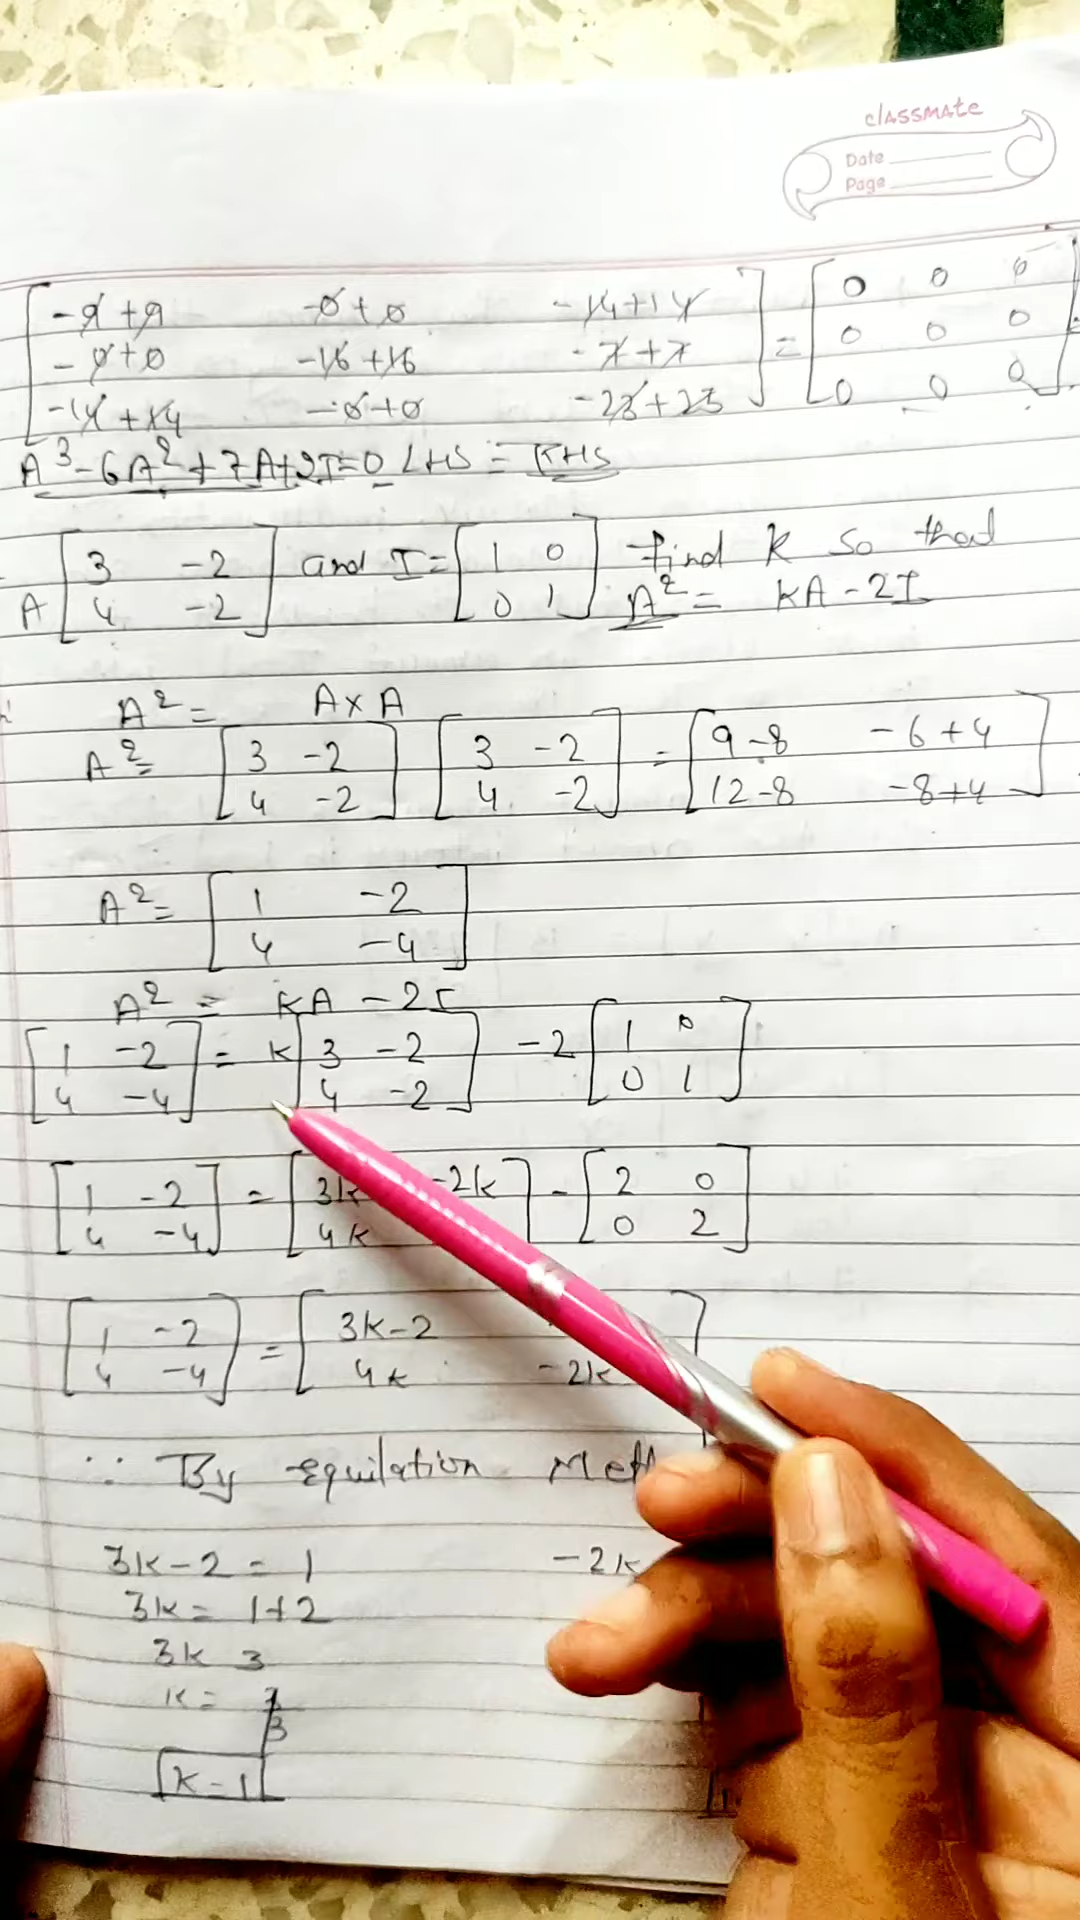 classmate
Date
Page
[ -9+9 -0+0 -14+14 ] = [ 0 0 0 ]
[ -0+0 -16+16 -7+7 ] [ 0 0 0 ]
[ -14+14 -0+0 -23+23 ] [ 0 0 0 ]
A³-6A²+7A+2I=0 LHS = RHS
A [ 3 -2 ] and I = [ 1 0 ] find K so that
[ 4 -2 ] [ 0 1 ] A² = KA-2I
A² = A×A
A² = [ 3 -2 ] [ 3 -2 ] = [ 9-8 -6+4 ]
[ 4 -2 ] [ 4 -2 ] [ 12-8 -8+4 ]
A² = [ 1 -2 ]
[ 4 -4 ]
A² = KA-2I
[ 1 -2 ] = K [ 3 -2 ] -2 [ 1 0 ]
[ 4 -4 ] [ 4 -2 ] [ 0 1 ]
[ 1 -2 ] = [ 3k -2k ] - [ 2 0 ]
[ 4 -4 ] [ 4k ] [ 0 2 ]
[ 1 -2 ] = [ 3k-2 ]
[ 4 -4 ] [ 4k -2k ]
∵ By equilation
3k-2 = 1 -2k
3k = 1+2
3k 3
k = 3/3
k-1